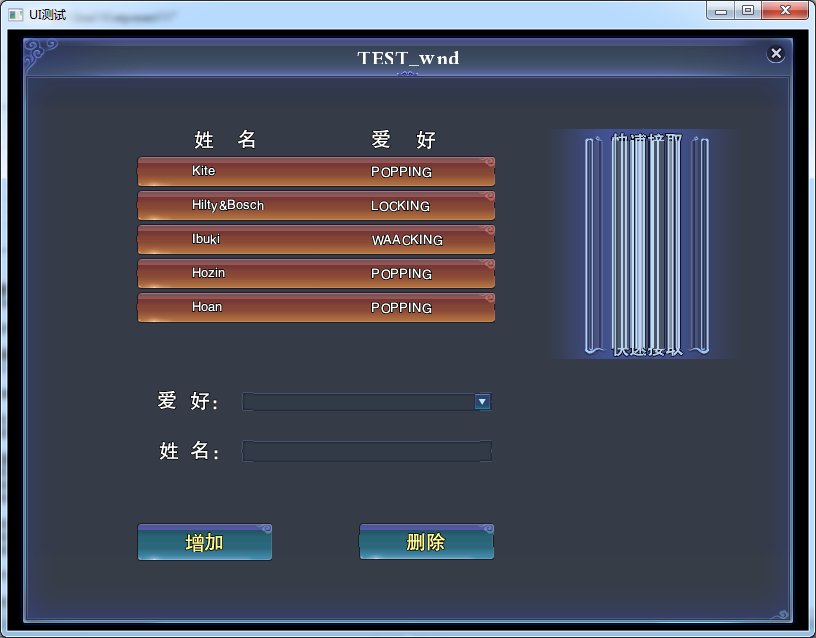 UI测试
TEST_wnd
姓 名 爱 好
Kite POPPING
Hilty&Bosch LOCKING
Ibuki WAACKING
Hozin POPPING
Hoan POPPING
快速接取
快速接取
爱 好:
姓 名:
增加 删除